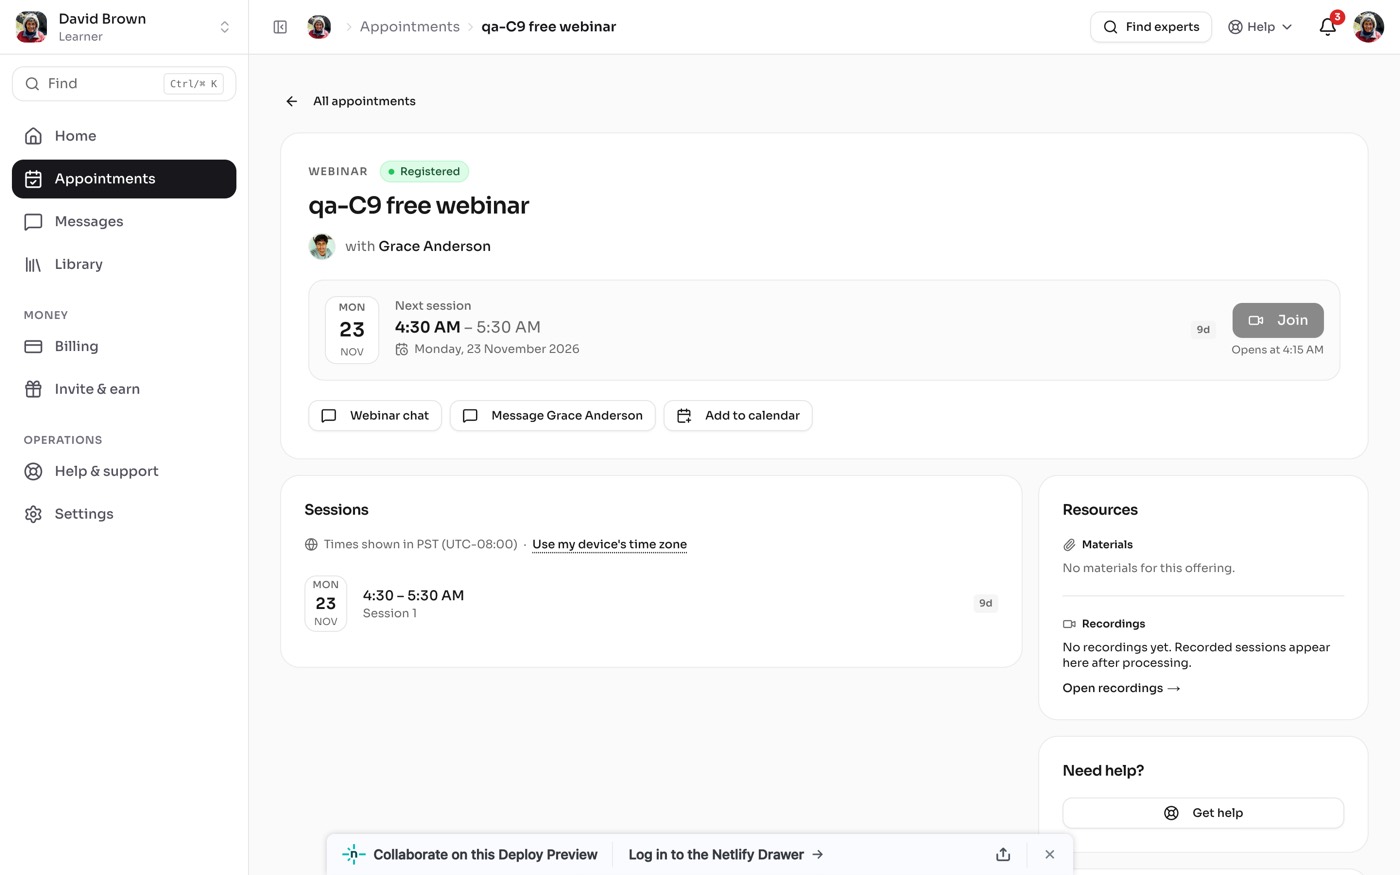 David Brown
Learner
Find
Ctrl/⌘ K
Home
Appointments
Messages
Library
MONEY
Billing
Invite & earn
OPERATIONS
Help & support
Settings
Appointments
qa-C9 free webinar
Find experts
Help
3
All appointments
WEBINAR
Registered
qa-C9 free webinar
with Grace Anderson
MON
23
NOV
Next session
4:30 AM – 5:30 AM
Monday, 23 November 2026
9d
Join
Opens at 4:15 AM
Webinar chat
Message Grace Anderson
Add to calendar
Sessions
Times shown in PST (UTC-08:00) · Use my device's time zone
MON
23
NOV
4:30 – 5:30 AM
Session 1
9d
Resources
Materials
No materials for this offering.
Recordings
No recordings yet. Recorded sessions appear
here after processing.
Open recordings →
Need help?
Get help
Collaborate on this Deploy Preview
Log in to the Netlify Drawer →